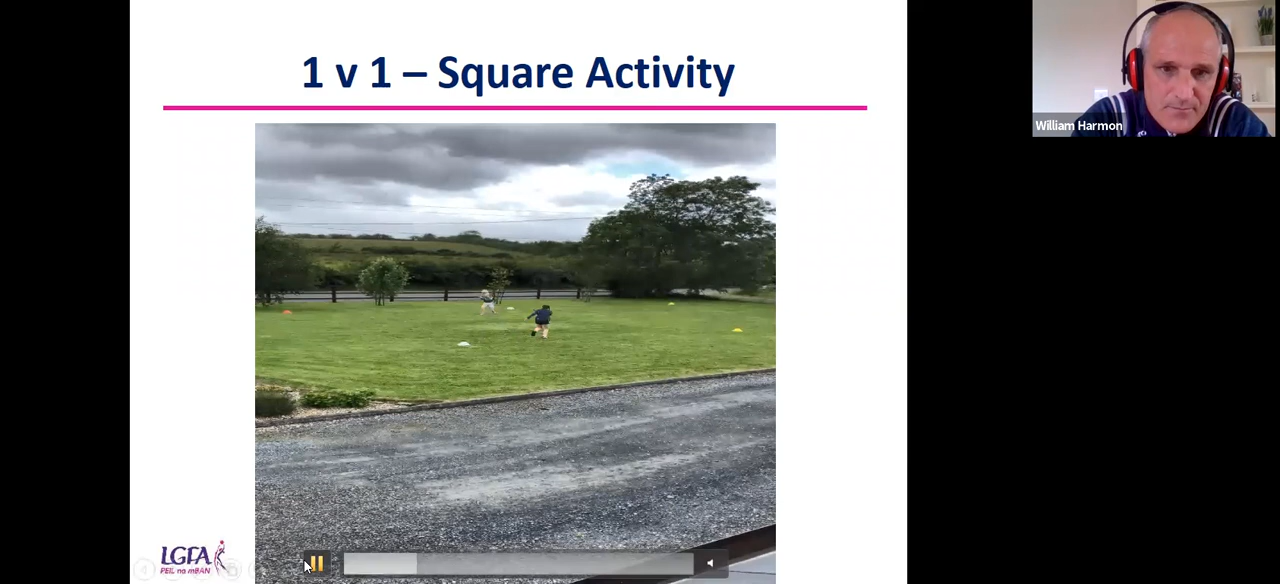 1 v 1 – Square Activity
William Harmon
LGFA
PEIL na mBAN